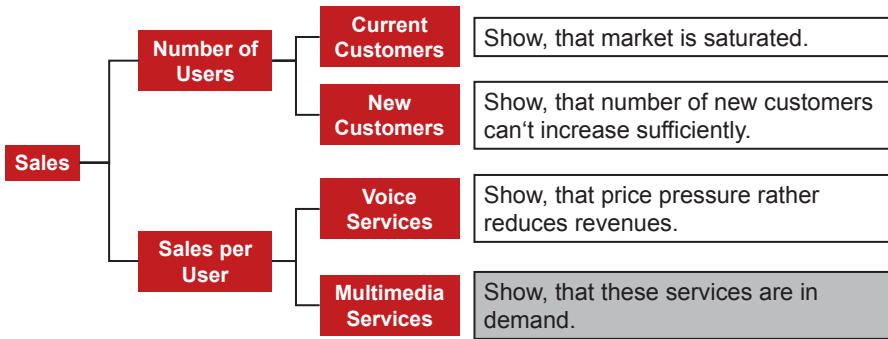 Sales
Number of
Users
Current
Customers
Show, that market is saturated.
New
Customers
Show, that number of new customers
can‘t increase sufficiently.
Sales per
User
Voice
Services
Show, that price pressure rather
reduces revenues.
Multimedia
Services
Show, that these services are in
demand.